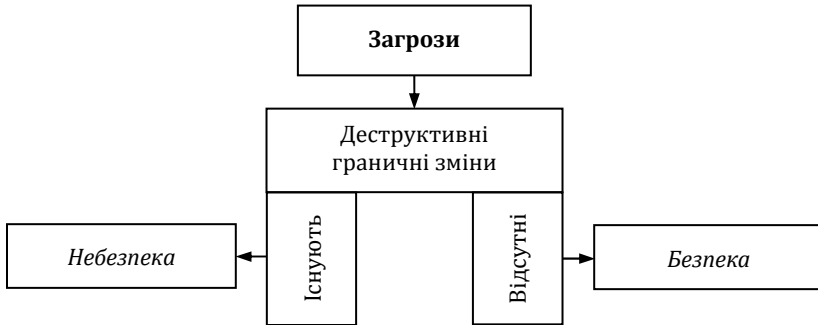 Загрози
Деструктивні
граничні зміни
Існують
Відсутні
Небезпека
Безпека